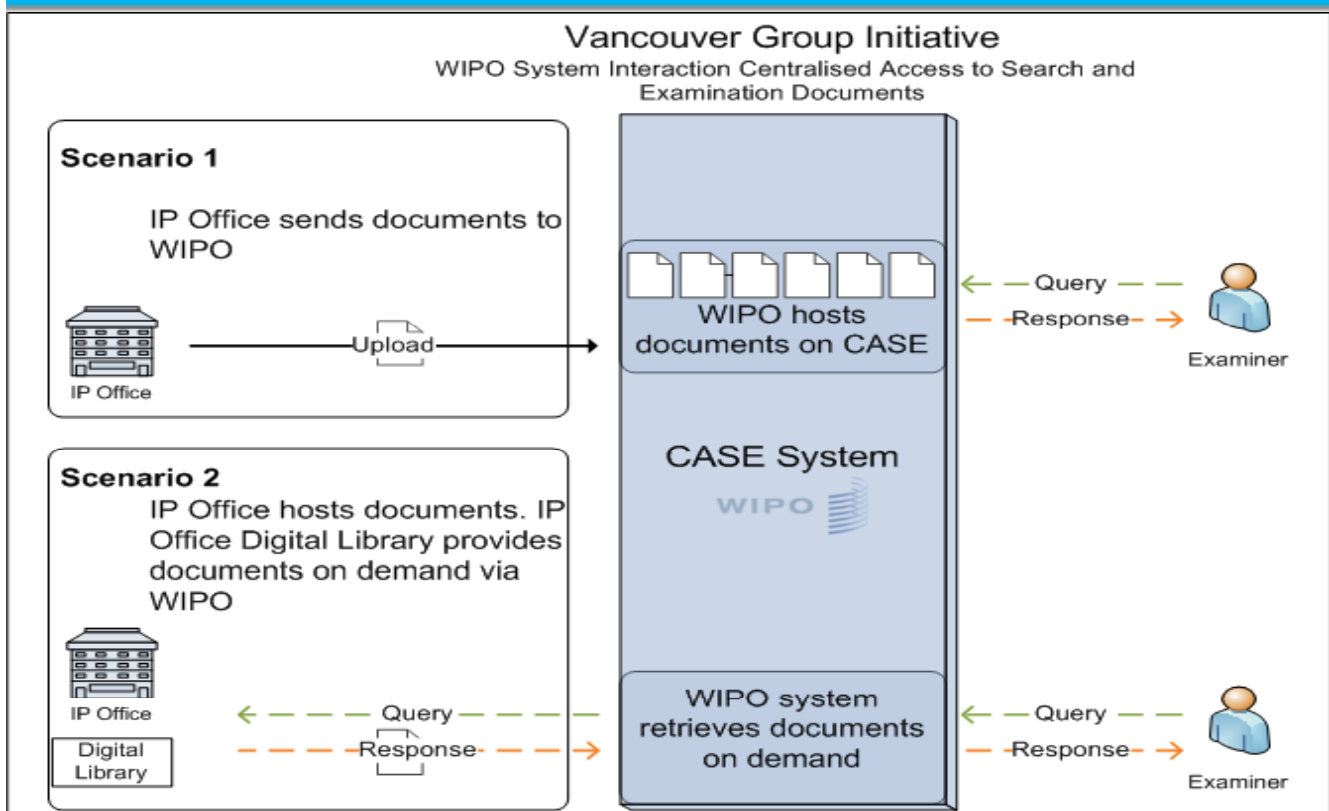 Vancouver Group Initiative
WIPO System Interaction Centralised Access to Search and
Examination Documents
Scenario 1
IP Office sends documents to
WIPO
Upload
IP Office
WIPO hosts
documents on CASE
Query
Response
Examiner
CASE System
WIPO
Scenario 2
IP Office hosts documents. IP
Office Digital Library provides
documents on demand via
WIPO
IP Office
Digital
Library
Query
Response
WIPO system
retrieves documents
on demand
Query
Response
Examiner